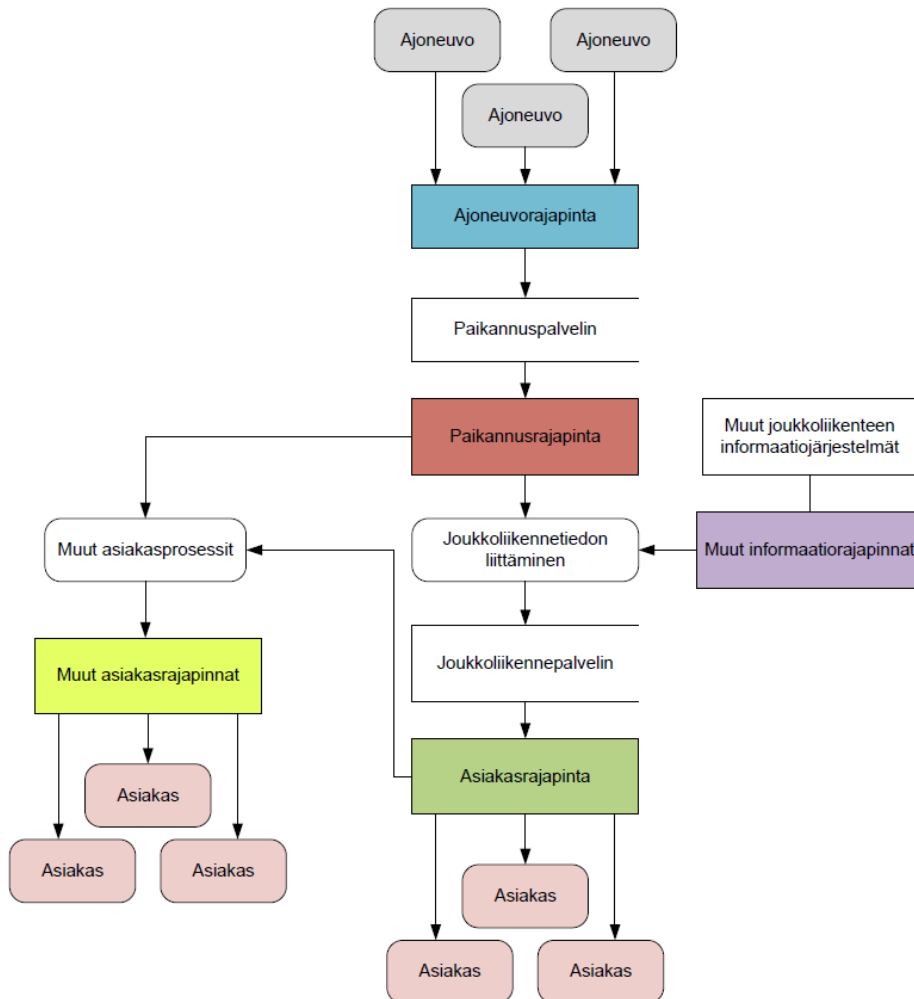 Ajoneuvo
Ajoneuvo
Ajoneuvo
Ajoneuvorajapinta
Paikannuspalvelin
Paikannusrajapinta
Muut joukkoliikenteen
informaatiojärjestelmät
Muut asiakasprosessit
Joukkoliikennetiedon
liittäminen
Muut informaatiorajapinnat
Muut asiakasrajapinnat
Joukkoliikennepalvelin
Asiakasrajapinta
Asiakas
Asiakas
Asiakas
Asiakas
Asiakas
Asiakas